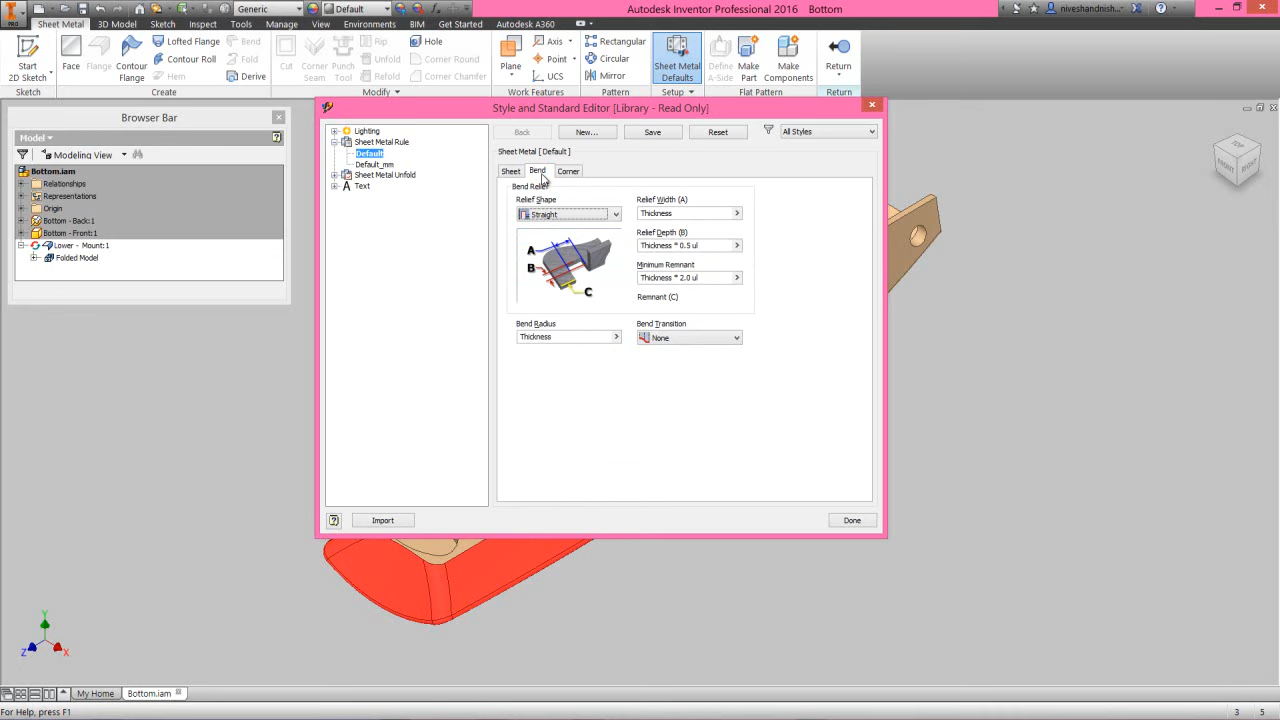 Generic
Default
Autodesk Inventor Professional 2016 Bottom
niveshandnish...
PRO
Sheet Metal 3D Model Sketch Inspect Tools Manage View Environments BIM Get Started Autodesk A360
Start
2D Sketch
Face
Flange
Contour
Flange
Lofted Flange
Contour Roll
Hem
Bend
Derive
Cut
Corner
Seam
Punch
Tool
Rip
Unfold
Refold
Hole
Corner Round
Corner Chamfer
Plane
Axis
Point
UCS
Rectangular
Circular
Mirror
Sheet Metal
Defaults
Define
A-Side
Make
Part
Make
Components
Return
Sketch
Create
Modify
Work Features
Pattern
Setup
Flat Pattern
Return
Browser Bar
Model
Modeling View
Bottom.iam
Relationships
Representations
Origin
Bottom - Back:1
Bottom - Front:1
Lower - Mount:1
Folded Model
Style and Standard Editor [Library - Read Only]
Lighting
Sheet Metal Rule
Default
Default_mm
Sheet Metal Unfold
A Text
Back
New...
Save
Reset
All Styles
Sheet Metal [ Default ]
Sheet
Bend
Corner
Bend Relief
Relief Shape
Straight
A
B
C
Relief Width (A)
Thickness
Relief Depth (B)
Thickness * 0.5 ul
Minimum Remnant
Thickness * 2.0 ul
Remnant (C)
Bend Radius
Thickness
Bend Transition
None
Import
Done
TOP
Y
Z
X
My Home
Bottom.iam
For Help, press F1
3 5